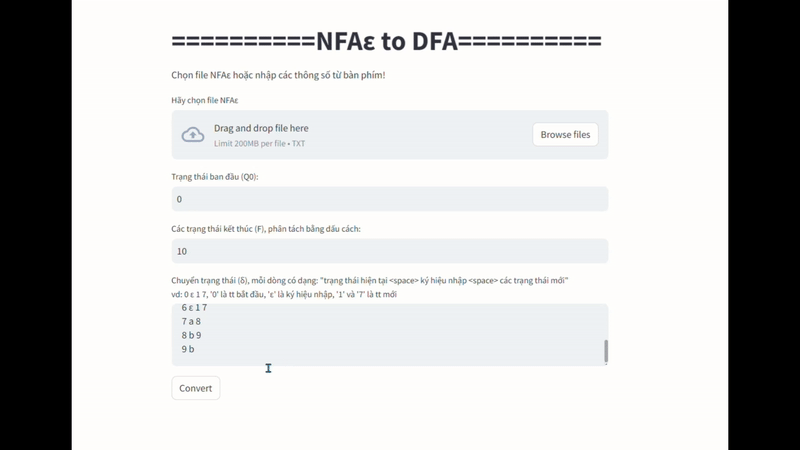 ==========NFAε to DFA==========
Chọn file NFAε hoặc nhập các thông số từ bàn phím!
Hãy chọn file NFAε
Drag and drop file here
Limit 200MB per file • TXT
Browse files
Trạng thái ban đầu (Q0):
0
Các trạng thái kết thúc (F), phân tách bằng dấu cách:
10
Chuyển trạng thái (δ), mỗi dòng có dạng: "trạng thái hiện tại <space> ký hiệu nhập <space> các trạng thái mới"
vd: 0 ε 1 7, '0' là tt bắt đầu, 'ε' là ký hiệu nhập, '1' và '7' là tt mới
6 ε 1 7
7 a 8
8 b 9
9 b
Convert